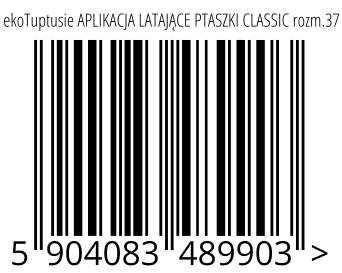 ekoTuptusie APLIKACJA LATAJĄCE PTASZKI CLASSIC rozm.37
5 904083 489903 >